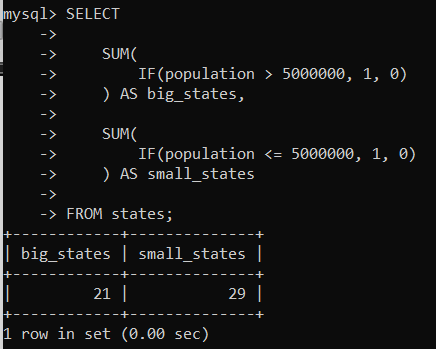 mysql> SELECT
    ->
    ->     SUM(
    ->         IF(population > 5000000, 1, 0)
    ->     ) AS big_states,
    ->
    ->     SUM(
    ->         IF(population <= 5000000, 1, 0)
    ->     ) AS small_states
    ->
    -> FROM states;
+------------+--------------+
| big_states | small_states |
+------------+--------------+
|         21 |           29 |
+------------+--------------+
1 row in set (0.00 sec)